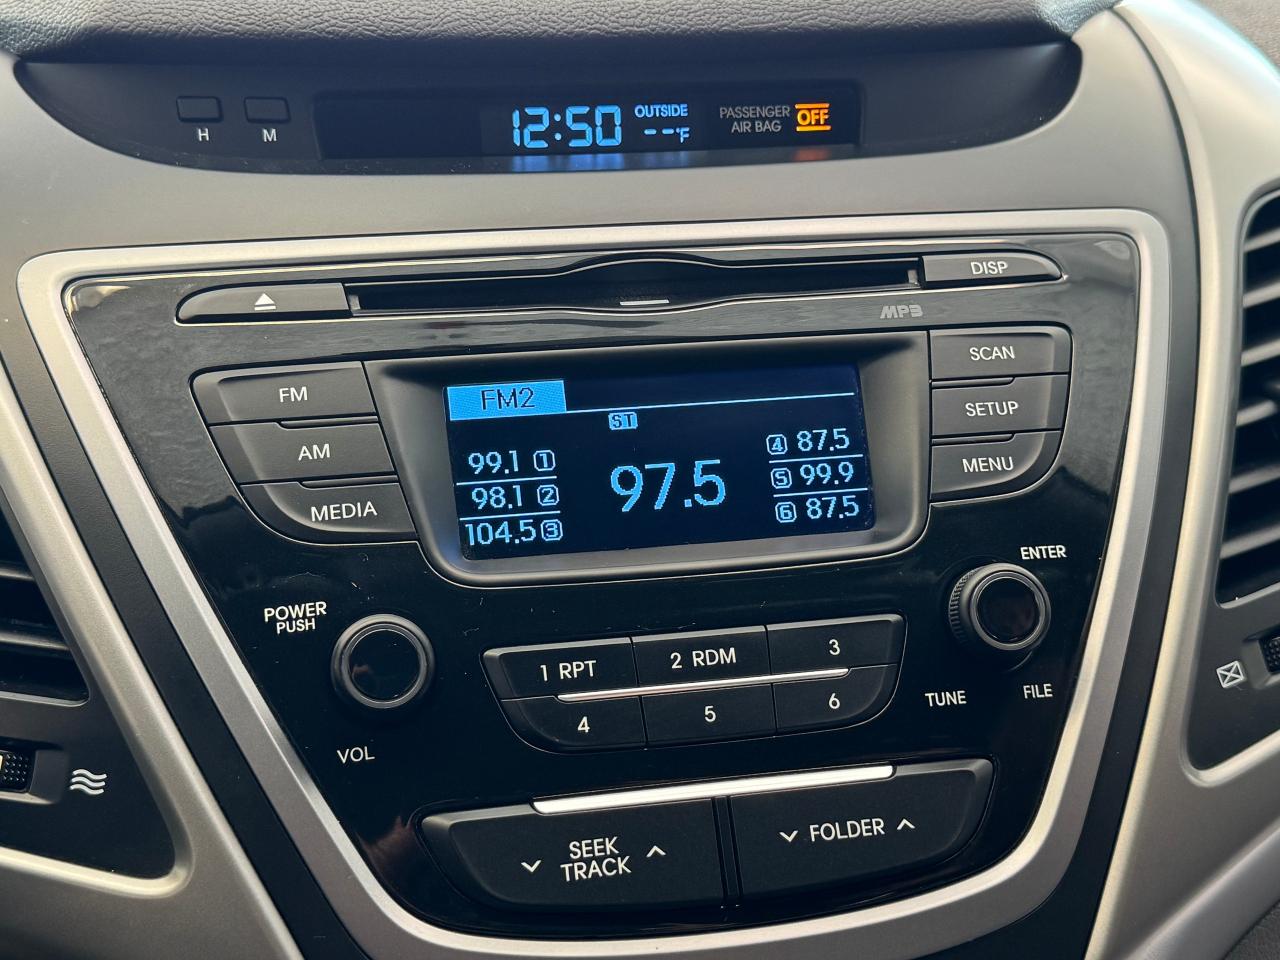 H
M
12:50
OUTSIDE
--°F
PASSENGER
AIR BAG
OFF
DISP
MP3
FM
AM
MEDIA
SCAN
SETUP
MENU
FM2
ST
99.1 1
98.1 2
104.5 3
97.5
4 87.5
5 99.9
6 87.5
POWER
PUSH
VOL
ENTER
TUNE
FILE
1 RPT
2 RDM
3
4
5
6
SEEK
TRACK
FOLDER